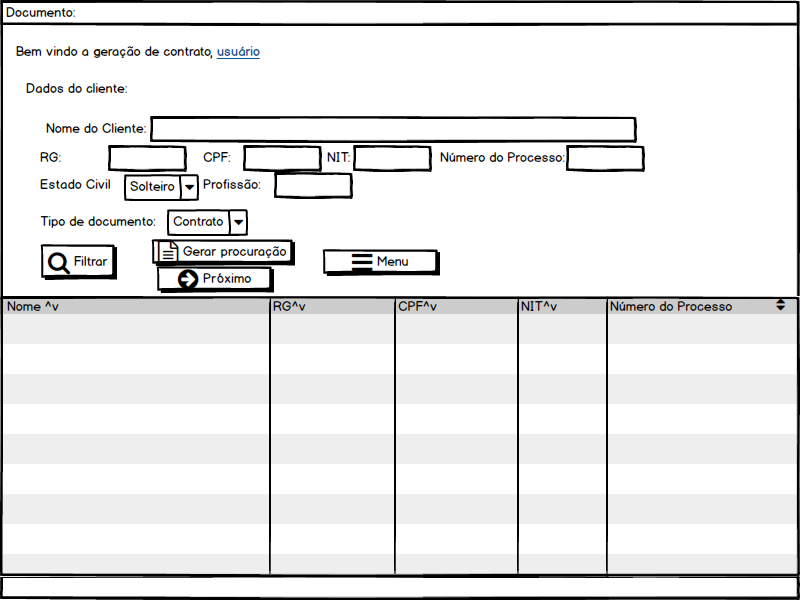 Documento:
Bem vindo a geração de contrato, usuário
Dados do cliente:
Nome do Cliente:
RG: CPF: NIT: Número do Processo:
Estado Civil Solteiro Profissão:
Tipo de documento: Contrato
Filtrar Gerar procuração Menu
Próximo
Nome ^v RG^v CPF^v NIT^v Número do Processo